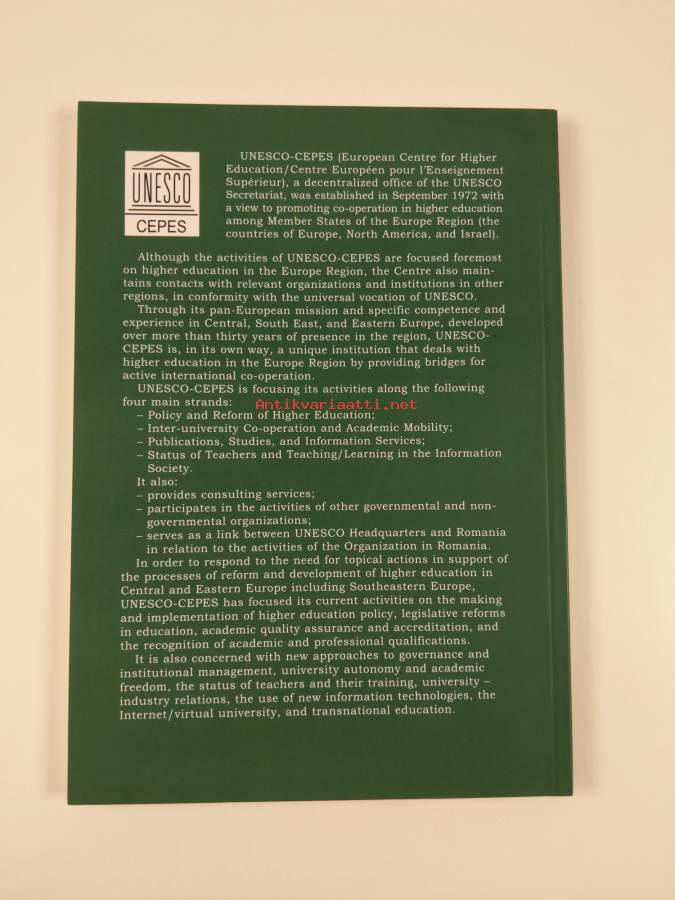 UNESCO
CEPES
UNESCO-CEPES (European Centre for Higher
Education/Centre Européen pour l'Enseignement
Supérieur), a decentralized office of the UNESCO
Secretariat, was established in September 1972 with
a view to promoting co-operation in higher education
among Member States of the Europe Region (the
countries of Europe, North America, and Israel).
Although the activities of UNESCO-CEPES are focused foremost
on higher education in the Europe Region, the Centre also main-
tains contacts with relevant organizations and institutions in other
regions, in conformity with the universal vocation of UNESCO.
Through its pan-European mission and specific competence and
experience in Central, South East, and Eastern Europe, developed
over more than thirty years of presence in the region, UNESCO-
CEPES is, in its own way, a unique institution that deals with
higher education in the Europe Region by providing bridges for
active international co-operation.
UNESCO-CEPES is focusing its activities along the following
four main strands:
Antikvariaatti.net
– Policy and Reform of Higher Education;
– Inter-university Co-operation and Academic Mobility;
– Publications, Studies, and Information Services;
– Status of Teachers and Teaching/Learning in the Information
Society.
It also:
– provides consulting services;
– participates in the activities of other governmental and non-
governmental organizations;
– serves as a link between UNESCO Headquarters and Romania
in relation to the activities of the Organization in Romania.
In order to respond to the need for topical actions in support of
the processes of reform and development of higher education in
Central and Eastern Europe including Southeastern Europe,
UNESCO-CEPES has focused its current activities on the making
and implementation of higher education policy, legislative reforms
in education, academic quality assurance and accreditation, and
the recognition of academic and professional qualifications.
It is also concerned with new approaches to governance and
institutional management, university autonomy and academic
freedom, the status of teachers and their training, university –
industry relations, the use of new information technologies, the
Internet/virtual university, and transnational education.